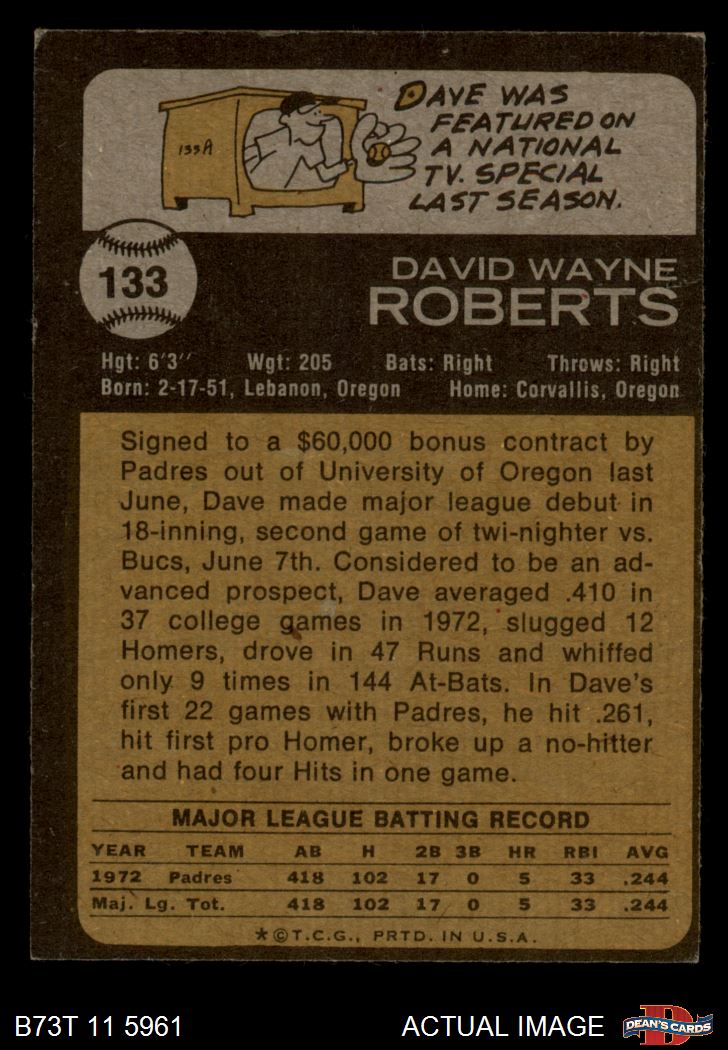 DAVE WAS
FEATURED ON
A NATIONAL
TV. SPECIAL
LAST SEASON.
133A
133
DAVID WAYNE
ROBERTS
Hgt: 6'3" Wgt: 205 Bats: Right Throws: Right
Born: 2-17-51, Lebanon, Oregon Home: Corvallis, Oregon
Signed to a $60,000 bonus contract by
Padres out of University of Oregon last
June, Dave made major league debut in
18-inning, second game of twi-nighter vs.
Bucs, June 7th. Considered to be an ad-
vanced prospect, Dave averaged .410 in
37 college games in 1972, slugged 12
Homers, drove in 47 Runs and whiffed
only 9 times in 144 At-Bats. In Dave's
first 22 games with Padres, he hit .261,
hit first pro Homer, broke up a no-hitter
and had four Hits in one game.
MAJOR LEAGUE BATTING RECORD
YEAR TEAM AB H 2B 3B HR RBI AVG
1972 Padres 418 102 17 0 5 33 .244
Maj. Lg. Tot. 418 102 17 0 5 33 .244
*©T.C.G., PRTD. IN U.S.A.
B73T 11 5961 ACTUAL IMAGE
D
DEAN'S CARDS